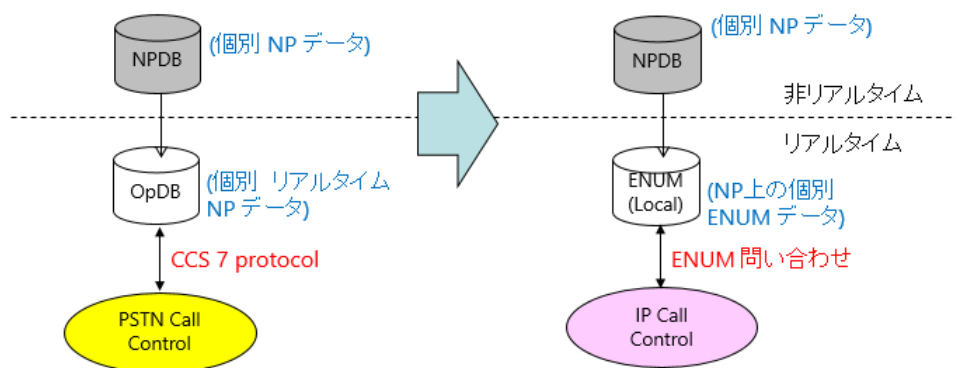 NPDB
(個別 NP データ)
OpDB
(個別 リアルタイム
NP データ)
CCS 7 protocol
PSTN Call
Control
NPDB
(個別 NP データ)
非リアルタイム
リアルタイム
ENUM
(Local)
(NP上の個別
ENUM データ)
ENUM 問い合わせ
IP Call
Control